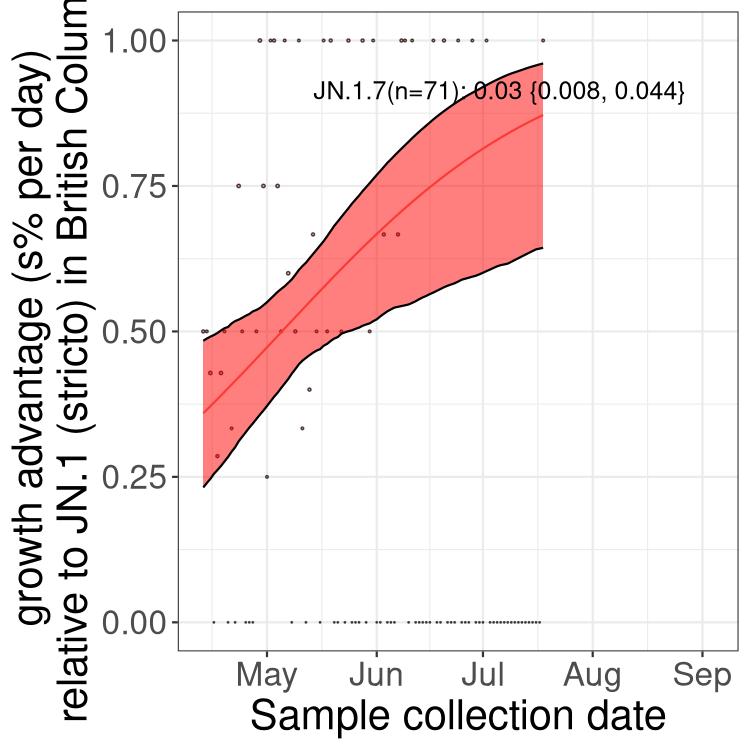 growth advantage (s% per day)
relative to JN.1 (stricto) in British Colum
1.00
0.75
0.50
0.25
0.00
JN.1.7(n=71): 0.03 {0.008, 0.044}
May Jun Jul Aug Sep
Sample collection date